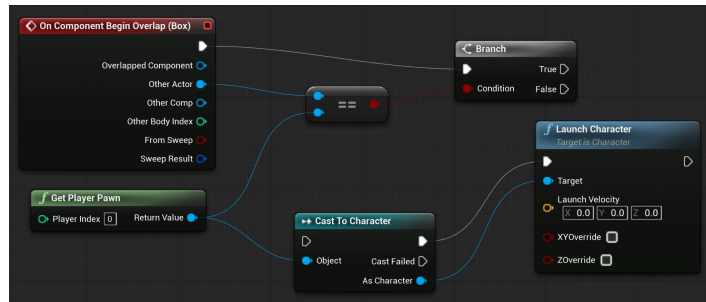 On Component Begin Overlap (Box)
Overlapped Component
Other Actor
Other Comp
Other Body Index
From Sweep
Sweep Result
==
Branch
True
Condition
False
f Get Player Pawn
Player Index 0
Return Value
Cast To Character
Object
Cast Failed
As Character
f Launch Character
Target is Character
Target
Launch Velocity
X 0.0 Y 0.0 Z 0.0
XYOverride
ZOverride